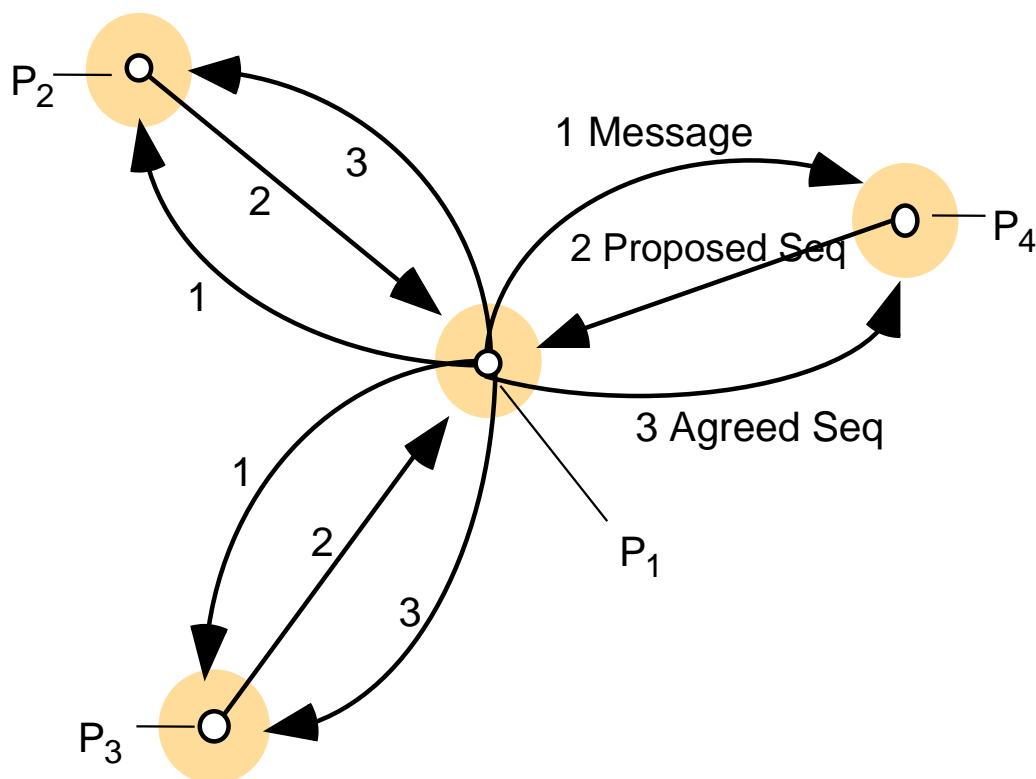 P2
1 Message
3
2
P4
2 Proposed Seq
1
3 Agreed Seq
1
2
P1
3
P3